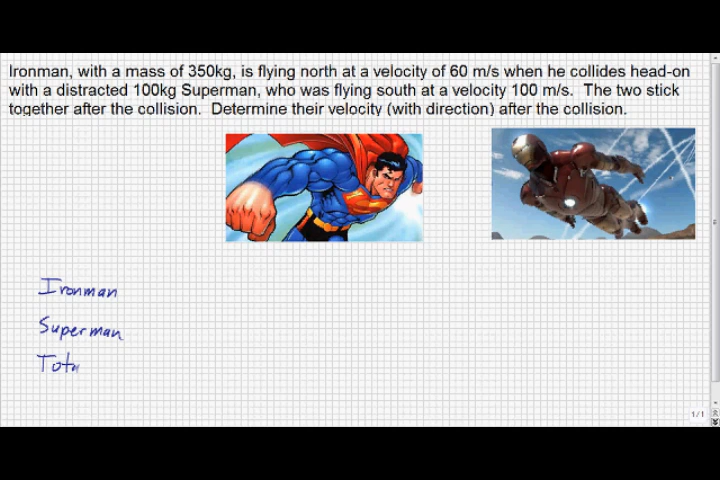 Ironman, with a mass of 350kg, is flying north at a velocity of 60 m/s when he collides head-on
with a distracted 100kg Superman, who was flying south at a velocity 100 m/s. The two stick
together after the collision. Determine their velocity (with direction) after the collision.
Ironman
Superman
Tota
1/1